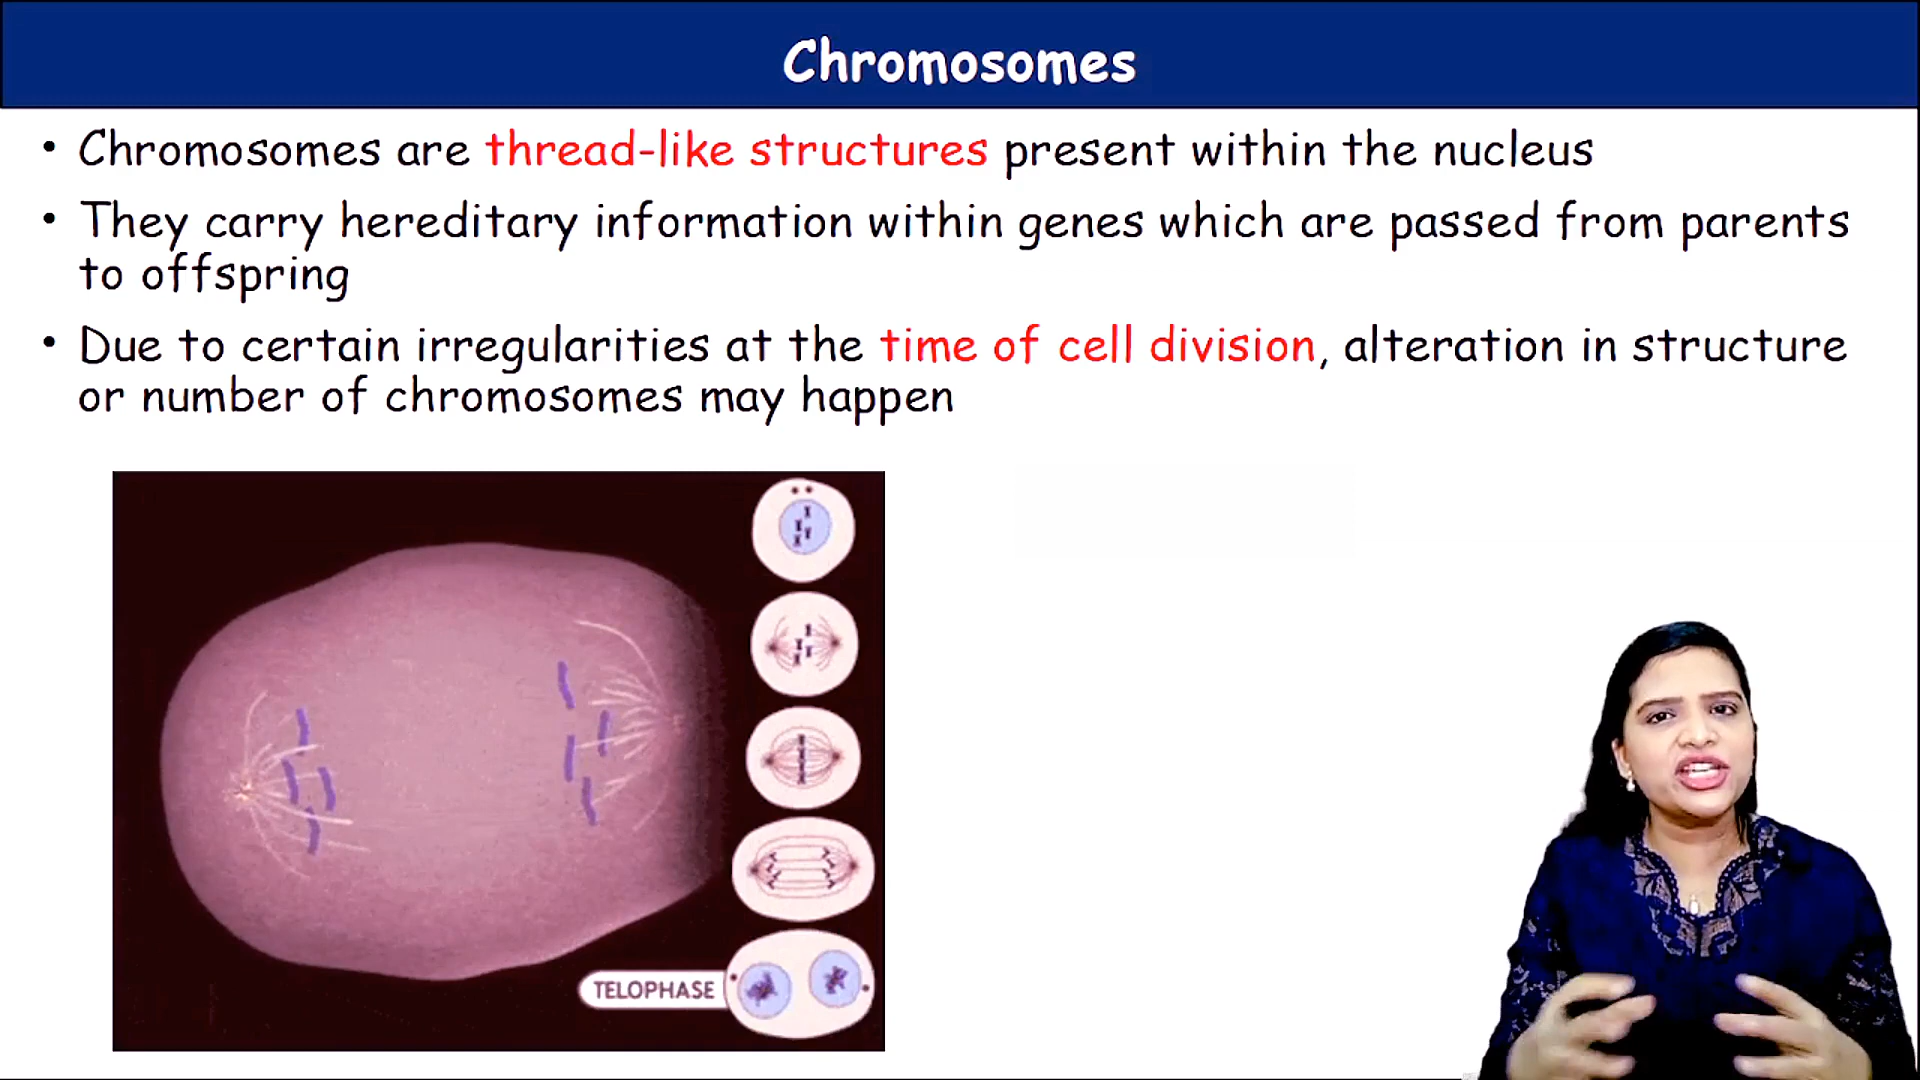 Chromosomes
• Chromosomes are thread-like structures present within the nucleus
• They carry hereditary information within genes which are passed from parents
to offspring
• Due to certain irregularities at the time of cell division, alteration in structure
or number of chromosomes may happen
TELOPHASE